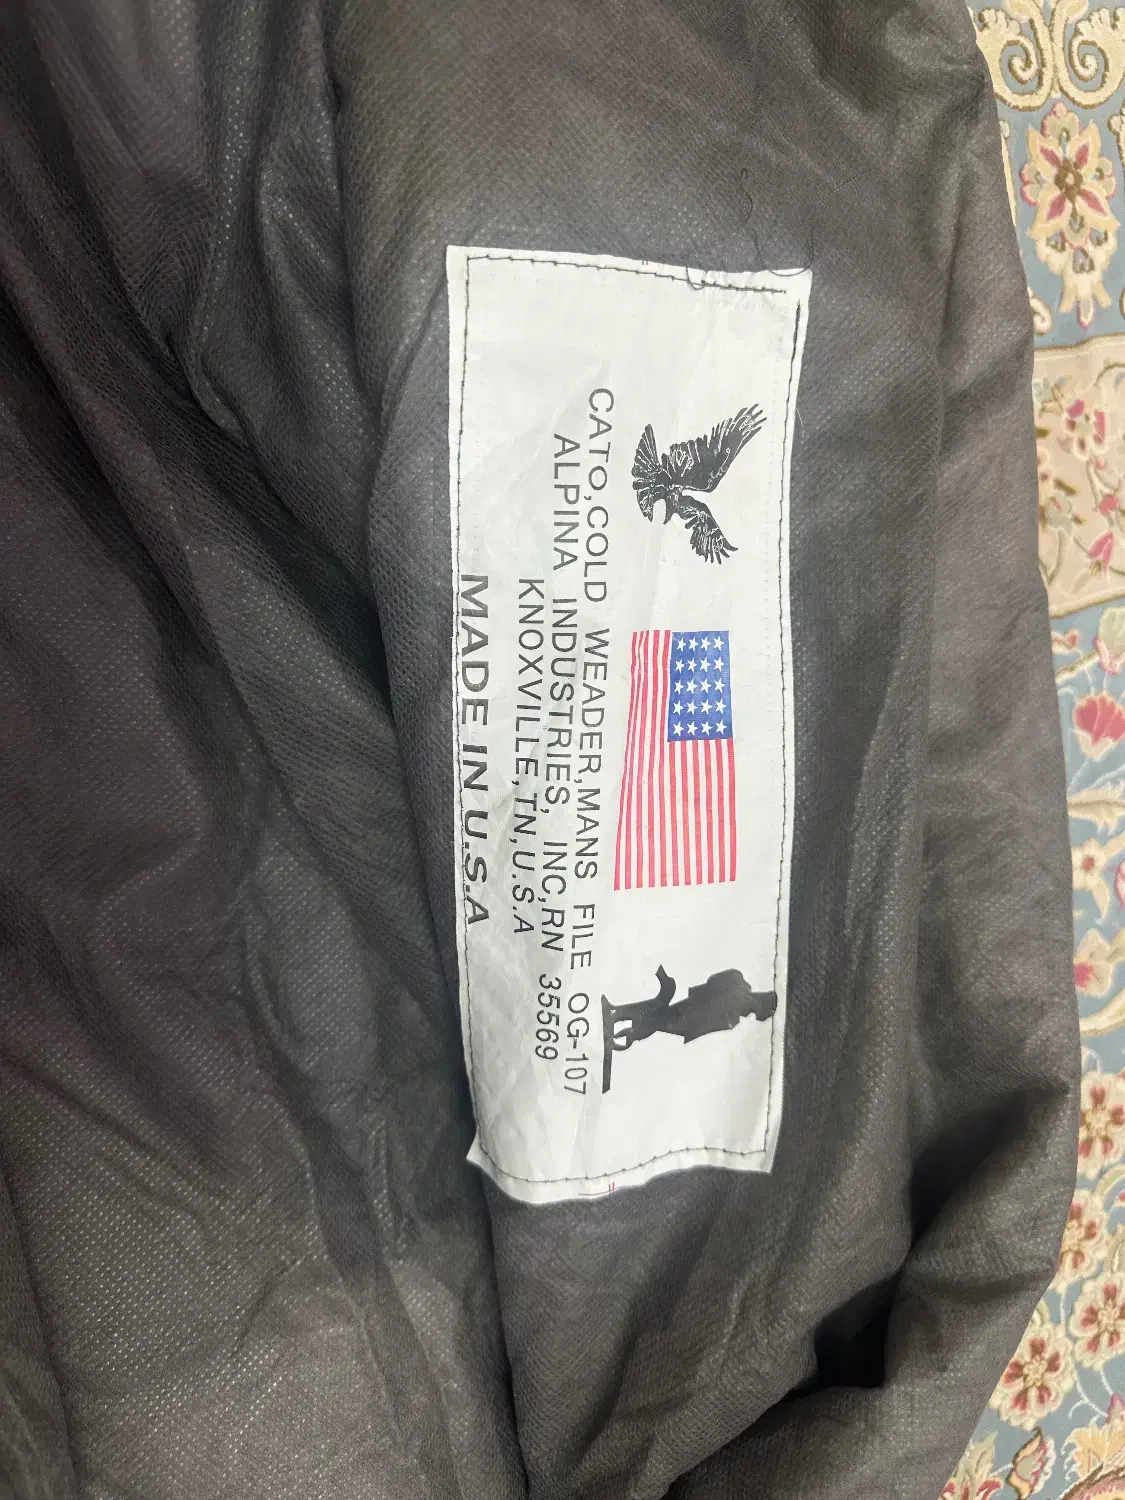 CATO,COLD WEADER,MANS FILE OG-107
ALPINA INDUSTRIES, INC,RN 35569
KNOXVILLE,TN,U.S.A
MADE IN U.S.A